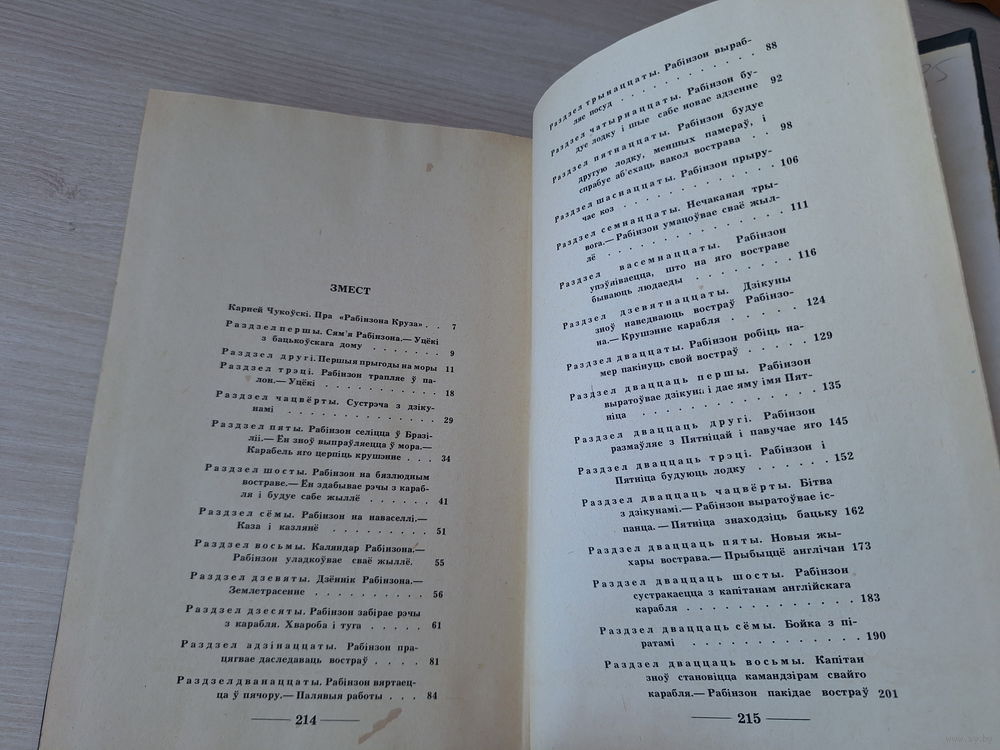 ЗМЕСТ
Карней Чукоўскі. Пра «Рабінзона Круза» . . 7
Раздзел першы. Сям'я Рабінзона.— Уцёкі
з бацькоўскага дому . . . . . . . 9
Раздзел другі. Першыя прыгоды на моры 11
Раздзел трэці. Рабінзон трапляе ў па-
лон.— Уцёкі . . . . . . . . . . . 18
Раздзел чацвёрты. Сустрэча з дзіку-
намі . . . . . . . . . . . . . . 29
Раздзел пяты. Рабінзон селіцца ў Бразі-
ліі.— Ён зноў выпраўляецца ў мора.—
Карабель яго церпіць крушэнне . . . 34
Раздзел шосты. Рабінзон на бязлюдным
востраве.— Ён здабывае рэчы з караб-
ля і будуе сабе жыллё . . . . . . 41
Раздзел сёмы. Рабінзон на наваселлі.—
Каза і казлянё . . . . . . . . . . 51
Раздзел восьмы. Каляндар Рабінзона.—
Рабінзон уладкоўвае сваё жыллё. 55
Раздзел дзевяты. Дзённік Рабінзона.—
Землетрасенне . . . . . . . . . . 56
Раздзел дзесяты. Рабінзон забірае рэчы
з карабля. Хвароба і туга . . . . . 61
Раздзел адзінаццаты. Рабінзон пра-
цягвае даследаваць востраў . . . . 81
Раздзел дванаццаты. Рабінзон вяртаец-
ца ў пячору.— Палявыя работы . . . 84
214
Раздзел трынаццаты. Рабінзон выраб-
ляе посуд . . . . . . . . . . . . 88
Раздзел чатырнаццаты. Рабінзон бу-
дуе лодку і шые сабе новае адзенне 92
Раздзел пятнаццаты. Рабінзон будуе
другую лодку, меншых памераў, і
спрабуе аб'ехаць вакол вострава . . 98
Раздзел шаснаццаты. Рабінзон прыру-
чае коз . . . . . . . . . . . . . 106
Раздзел семнаццаты. Нечаканая тры-
вога.— Рабінзон умацоўвае сваё жыл-
лё . . . . . . . . . . . . . . . 111
Раздзел васемнаццаты. Рабінзон
упэўніваецца, што на яго востраве
бываюць людаеды . . . . . . . . 116
Раздзел дзевятнаццаты. Дзікуны
зноў наведваюць востраў Рабінзо-
на.— Крушэнне карабля . . . . . . 124
Раздзел дваццаты. Рабінзон робіць на-
мер пакінуць свой востраў . . . . . 129
Раздзел дваццаць першы. Рабінзон
выратоўвае дзікуна і дае яму імя Пят-
ніца . . . . . . . . . . . . . . 135
Раздзел дваццаць другі. Рабінзон
размаўляе з Пятніцай і павучае яго 145
Раздзел дваццаць трэці. Рабінзон і
Пятніца будуюць лодку . . . . . . 152
Раздзел дваццаць чацвёрты. Бітва
з дзікунамі.— Рабінзон выратоўвае іс-
панца. — Пятніца знаходзіць бацьку 162
Раздзел дваццаць пяты. Новыя жы-
хары вострава.— Прыбыццё англічан 173
Раздзел дваццаць шосты. Рабінзон
сустракаецца з капітанам англійскага
карабля . . . . . . . . . . . . . 183
Раздзел дваццаць сёмы. Бойка з пі-
ратамі . . . . . . . . . . . . . 190
Раздзел дваццаць восьмы. Капітан
зноў становіцца камандзірам свайго
карабля.— Рабінзон пакідае востраў 201
215